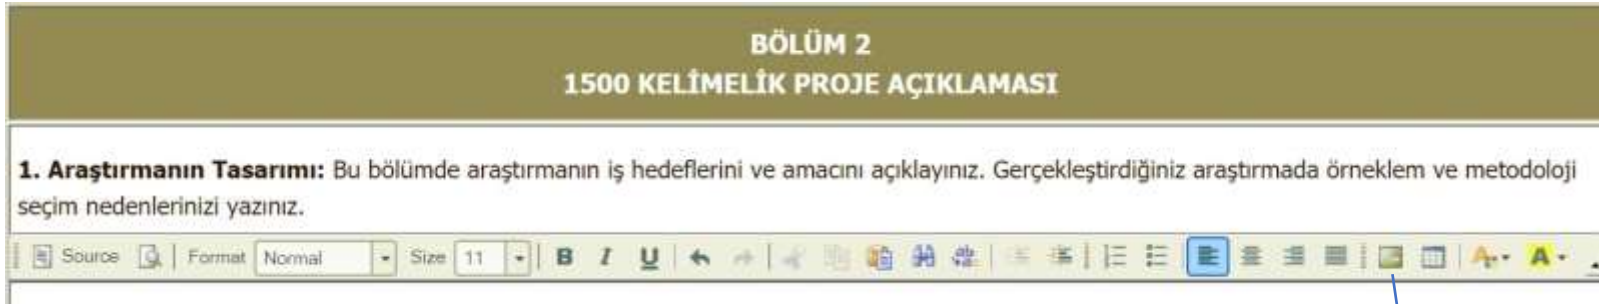 BÖLÜM 2
1500 KELİMELİK PROJE AÇIKLAMASI
1. Araştırmanın Tasarımı: Bu bölümde araştırmanın iş hedeflerini ve amacını açıklayınız. Gerçekleştirdiğiniz araştırmada örneklem ve metodoloji
seçim nedenlerinizi yazınız.
Source Format Normal Size 11 B I U A A